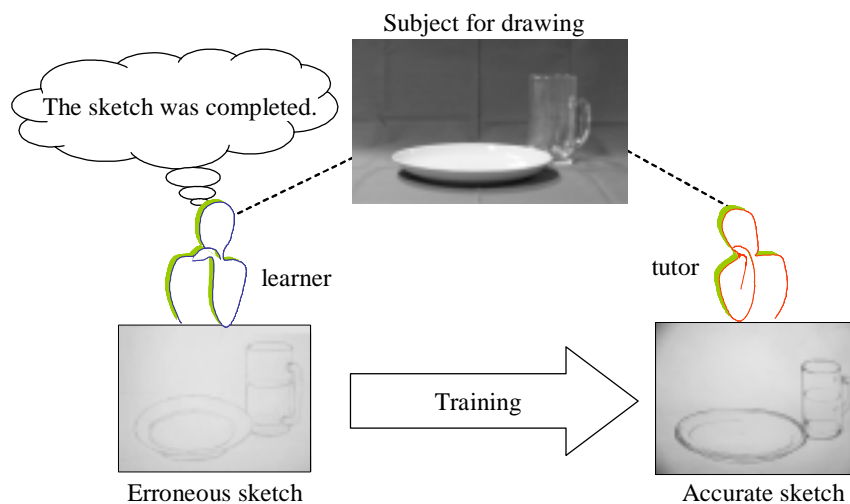 Subject for drawing
The sketch was completed.
learner
tutor
Training
Erroneous sketch
Accurate sketch